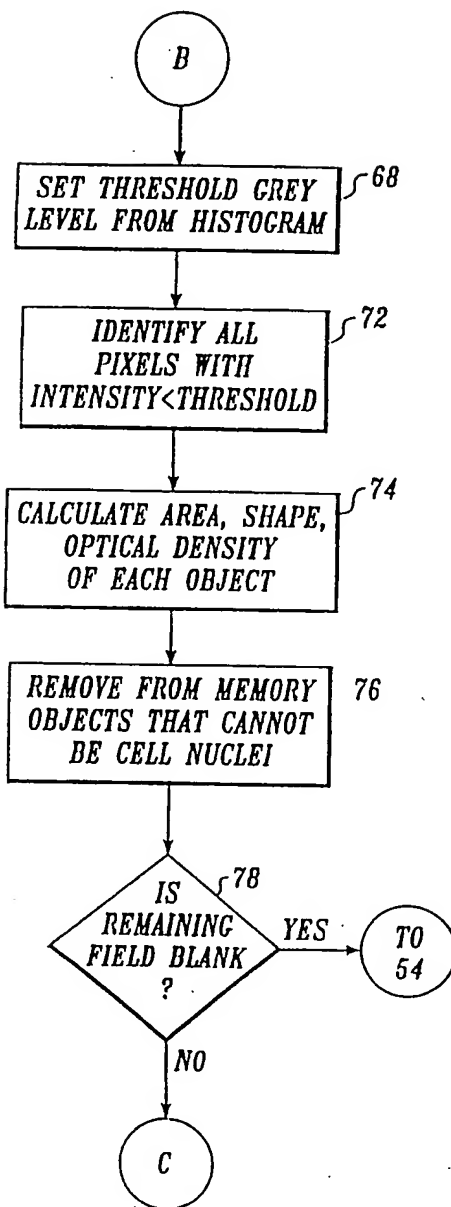 B
SET THRESHOLD GREY
LEVEL FROM HISTOGRAM
68
IDENTIFY ALL
PIXELS WITH
INTENSITY<THRESHOLD
72
CALCULATE AREA, SHAPE,
OPTICAL DENSITY
OF EACH OBJECT
74
REMOVE FROM MEMORY
OBJECTS THAT CANNOT
BE CELL NUCLEI
76
IS
REMAINING
FIELD BLANK
?
78
YES
TO
54
NO
C